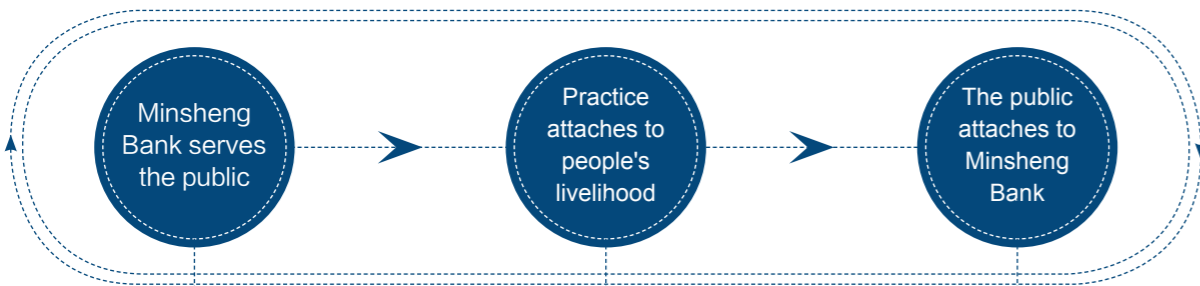 Minsheng
Bank serves
the public
Practice
attaches to
people's
livelihood
The public
attaches to
Minsheng
Bank